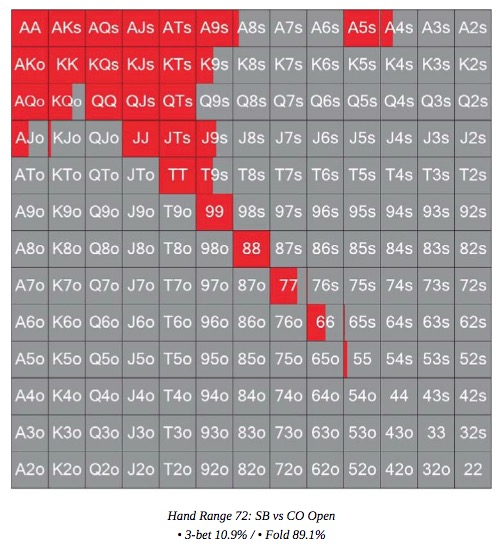 AA AKs AQs AJs ATs A9s A8s A7s A6s A5s A4s A3s A2s
AKo KK KQs KJs KTs K9s K8s K7s K6s K5s K4s K3s K2s
AQo KQo QQ QJs QTs Q9s Q8s Q7s Q6s Q5s Q4s Q3s Q2s
AJo KJo QJo JJ JTs J9s J8s J7s J6s J5s J4s J3s J2s
ATo KTo QTo JTo TT T9s T8s T7s T6s T5s T4s T3s T2s
A9o K9o Q9o J9o T9o 99 98s 97s 96s 95s 94s 93s 92s
A8o K8o Q8o J8o T8o 98o 88 87s 86s 85s 84s 83s 82s
A7o K7o Q7o J7o T7o 97o 87o 77 76s 75s 74s 73s 72s
A6o K6o Q6o J6o T6o 96o 86o 76o 66 65s 64s 63s 62s
A5o K5o Q5o J5o T5o 95o 85o 75o 65o 55 54s 53s 52s
A4o K4o Q4o J4o T4o 94o 84o 74o 64o 54o 44 43s 42s
A3o K3o Q3o J3o T3o 93o 83o 73o 63o 53o 43o 33 32s
A2o K2o Q2o J2o T2o 92o 82o 72o 62o 52o 42o 32o 22
Hand Range 72: SB vs CO Open
• 3-bet 10.9% / • Fold 89.1%